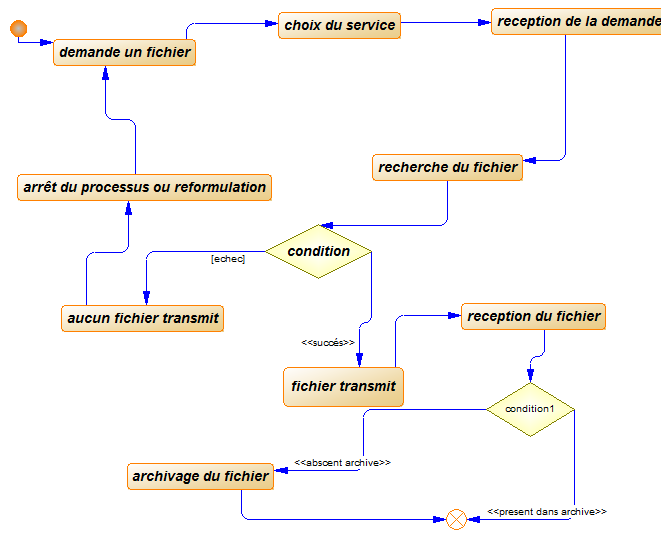 choix du service
reception de la demande
demande un fichier
recherche du fichier
arrêt du processus ou reformulation
condition
[echec]
aucun fichier transmit
reception du fichier
<<succés>>
fichier transmit
condition1
<<abscent archive>>
archivage du fichier
<<present dans archive>>